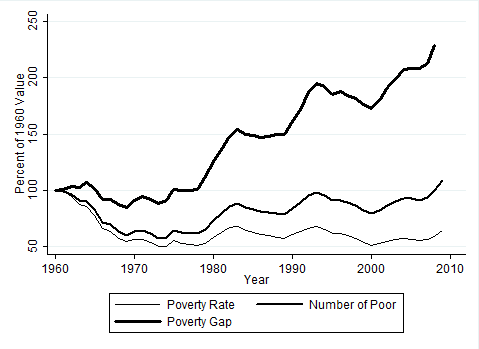 Percent of 1960 Value
250
200
150
100
50
1960 1970 1980 1990 2000 2010
Year
Poverty Rate Number of Poor
Poverty Gap